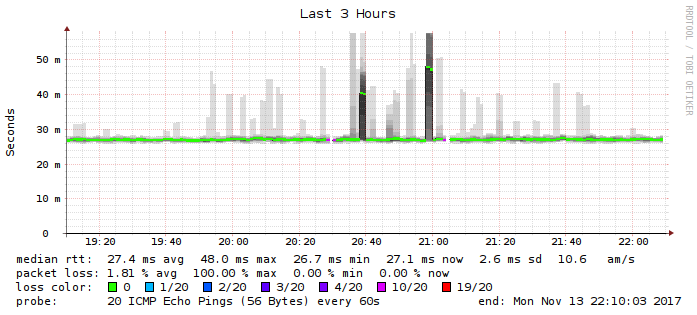 Last 3 Hours
RRDTOOL / TOBI OETIKER
Seconds
50 m
40 m
30 m
20 m
10 m
0
19:20 19:40 20:00 20:20 20:40 21:00 21:20 21:40 22:00
median rtt: 27.4 ms avg 48.0 ms max 26.7 ms min 27.1 ms now 2.6 ms sd 10.6 am/s
packet loss: 1.81 % avg 100.00 % max 0.00 % min 0.00 % now
loss color: 0 1/20 2/20 3/20 4/20 10/20 19/20
probe: 20 ICMP Echo Pings (56 Bytes) every 60s end: Mon Nov 13 22:10:03 2017